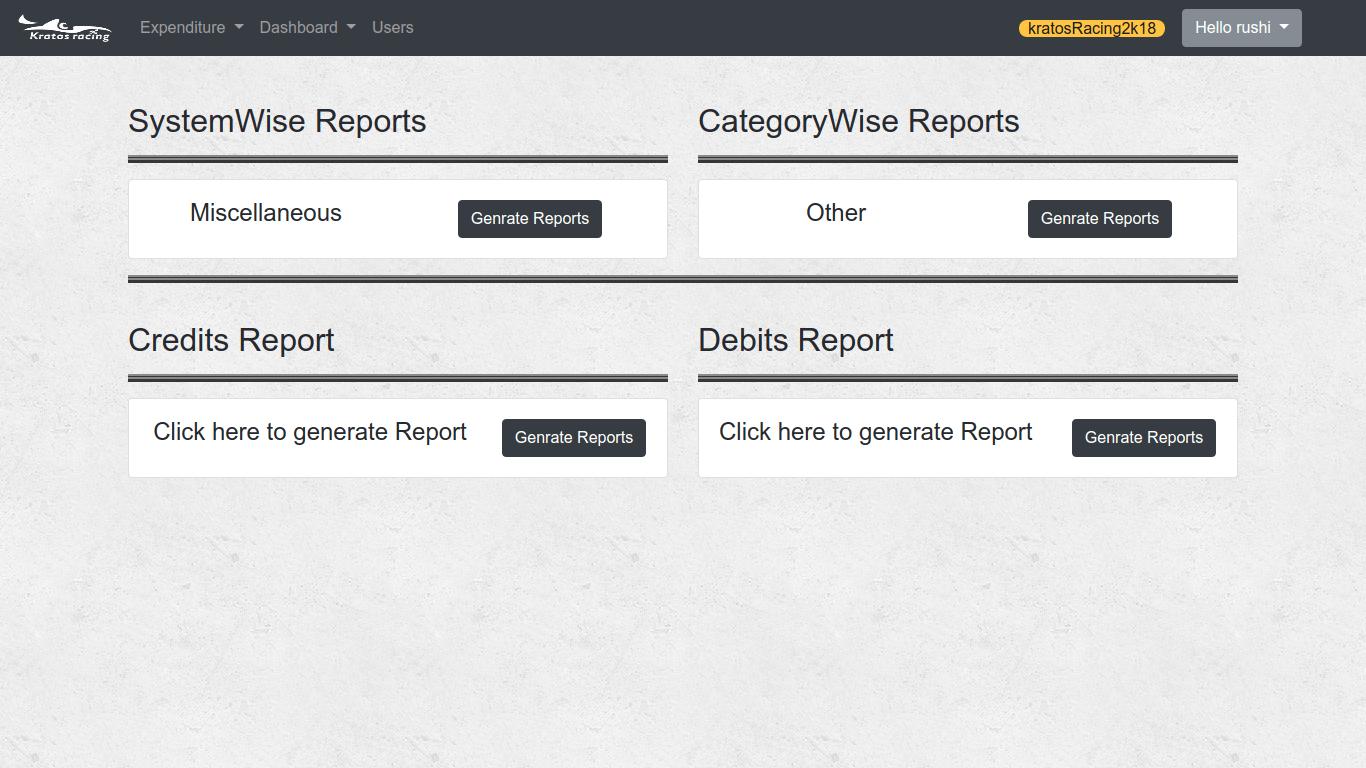 Kratos racing
Expenditure
Dashboard
Users
kratosRacing2k18
Hello rushi
SystemWise Reports
CategoryWise Reports
Miscellaneous
Genrate Reports
Other
Genrate Reports
Credits Report
Debits Report
Click here to generate Report
Genrate Reports
Click here to generate Report
Genrate Reports